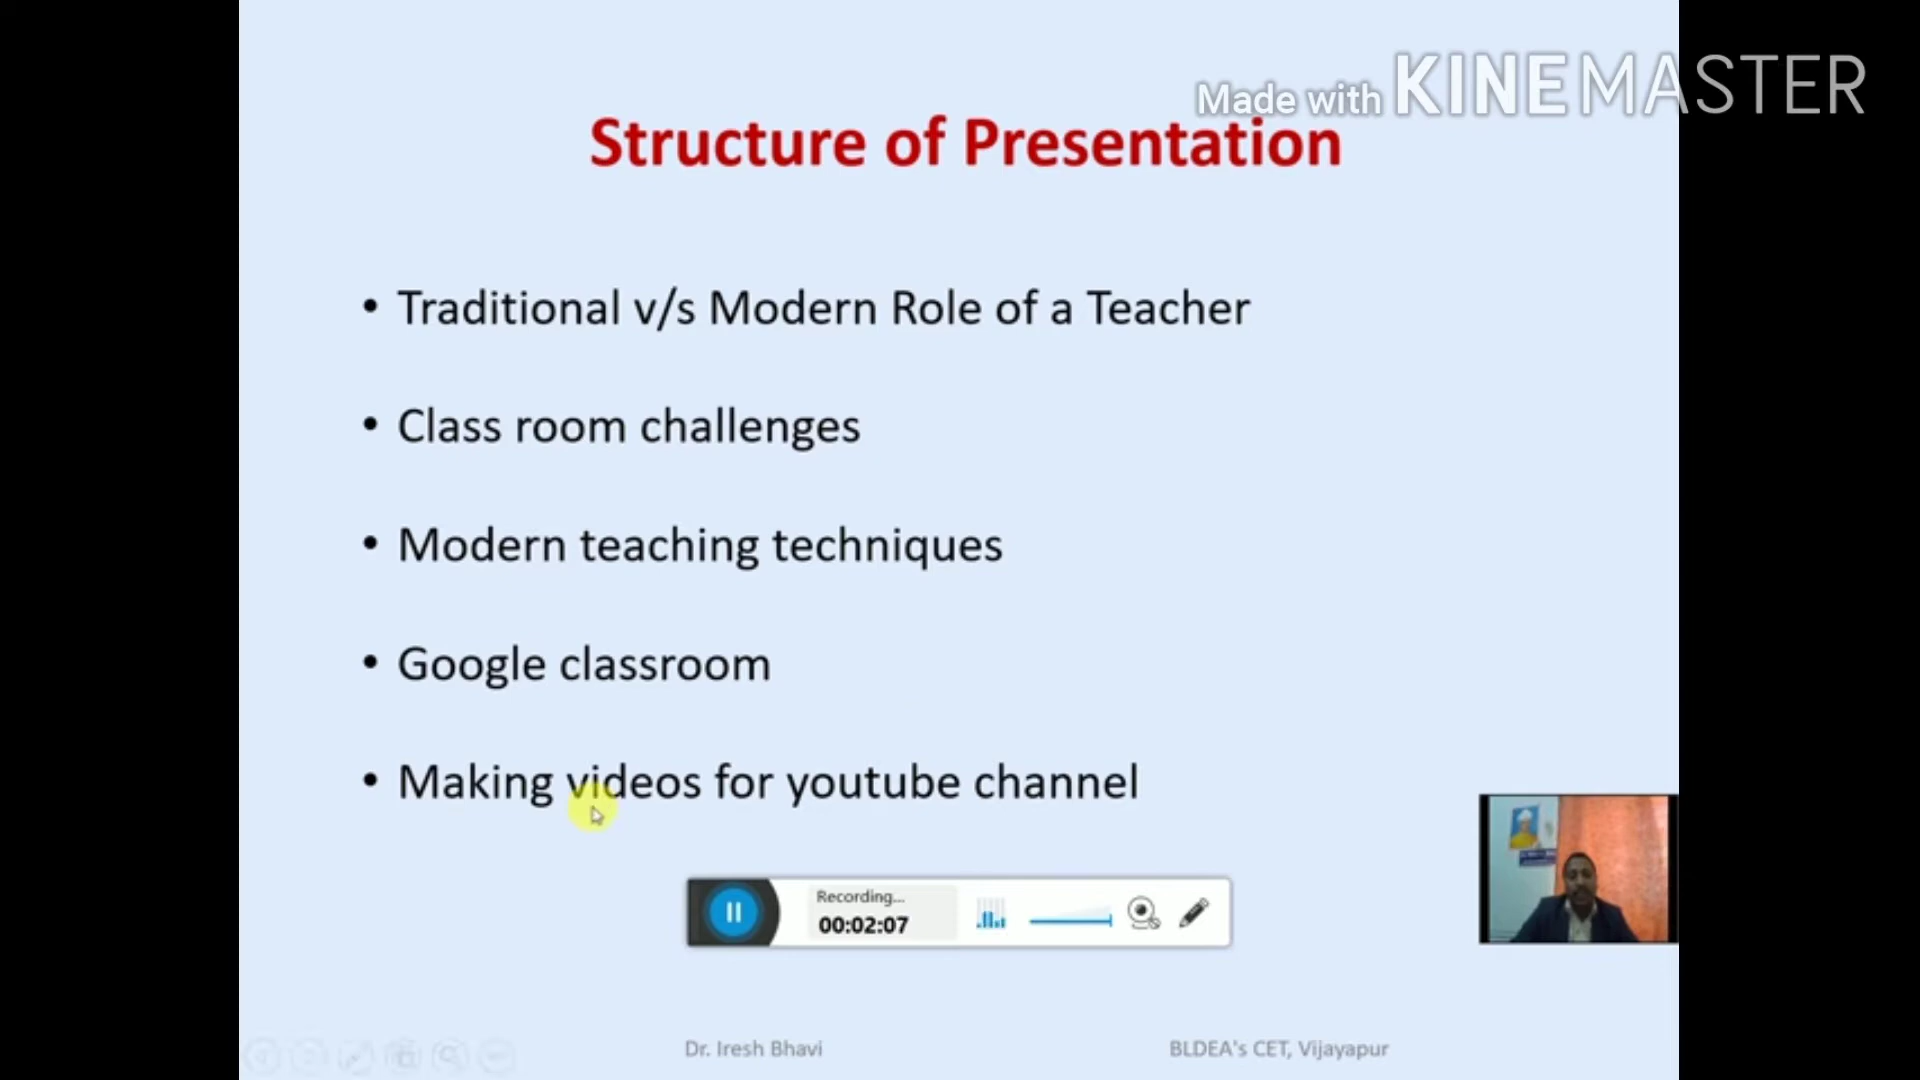 Made with KINEMASTER
Structure of Presentation
• Traditional v/s Modern Role of a Teacher
• Class room challenges
• Modern teaching techniques
• Google classroom
• Making videos for youtube channel
Recording...
00:02:07
Dr. Iresh Bhavi
BLDEA's CET, Vijayapur